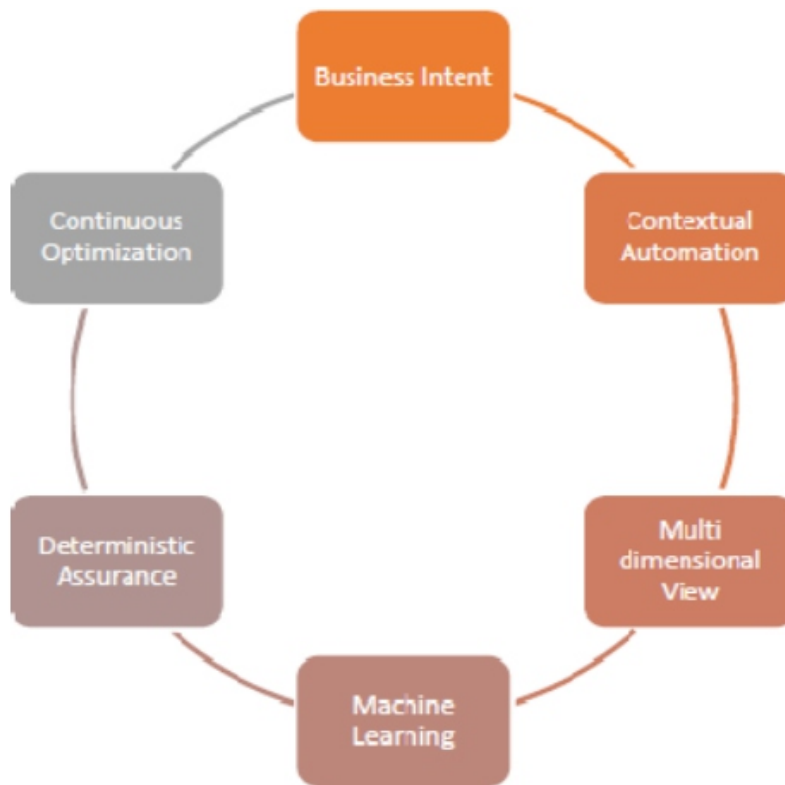 Business Intent
Contextual
Automation
Multi
dimensional
View
Machine
Learning
Deterministic
Assurance
Continuous
Optimization